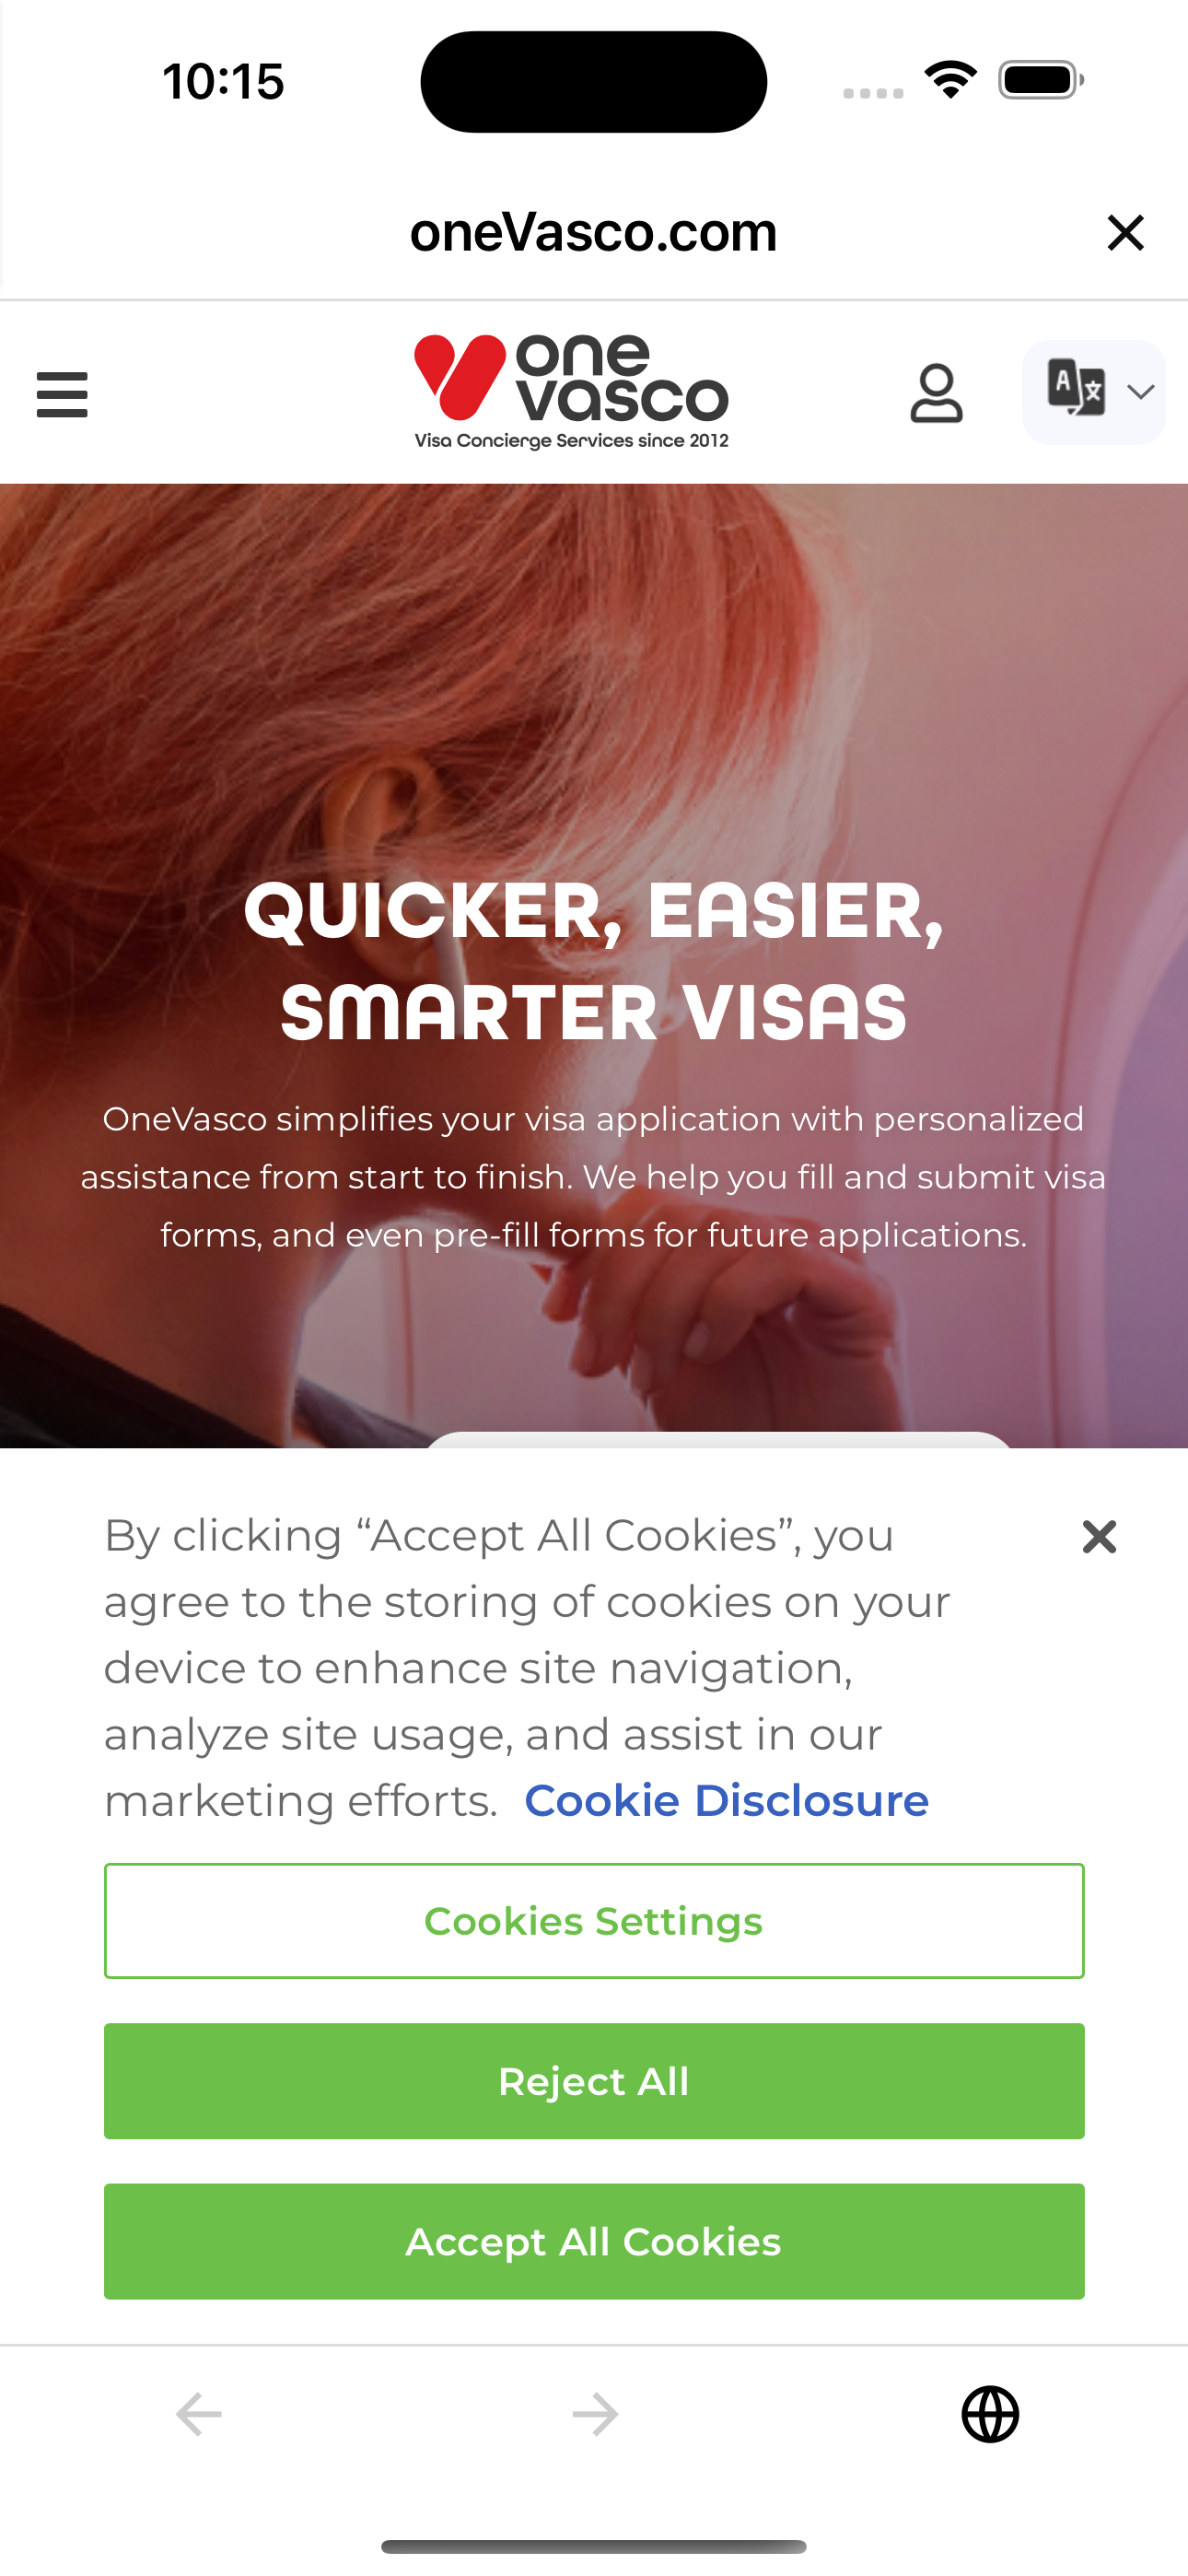 10:15
oneVasco.com
one
vasco
Visa Concierge Services since 2012
A 文
QUICKER, EASIER,
SMARTER VISAS
OneVasco simplifies your visa application with personalized
assistance from start to finish. We help you fill and submit visa
forms, and even pre-fill forms for future applications.
By clicking “Accept All Cookies”, you
agree to the storing of cookies on your
device to enhance site navigation,
analyze site usage, and assist in our
marketing efforts. Cookie Disclosure
Cookies Settings
Reject All
Accept All Cookies